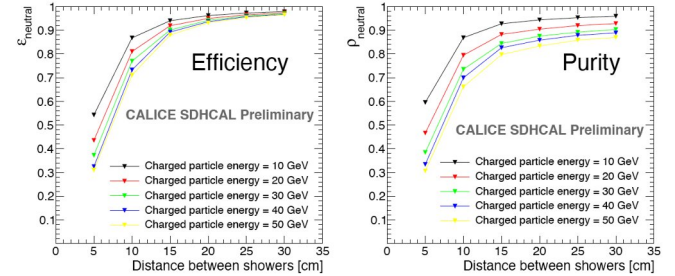 ε_neutral
1
0.9
0.8
0.7
0.6
0.5
0.4
0.3
0.2
0.1
Efficiency
CALICE SDHCAL Preliminary
Charged particle energy = 10 GeV
Charged particle energy = 20 GeV
Charged particle energy = 30 GeV
Charged particle energy = 40 GeV
Charged particle energy = 50 GeV
0 5 10 15 20 25 30 35
Distance between showers [cm]
ρ_neutral
1
0.9
0.8
0.7
0.6
0.5
0.4
0.3
0.2
0.1
Purity
CALICE SDHCAL Preliminary
Charged particle energy = 10 GeV
Charged particle energy = 20 GeV
Charged particle energy = 30 GeV
Charged particle energy = 40 GeV
Charged particle energy = 50 GeV
0 5 10 15 20 25 30 35
Distance between showers [cm]